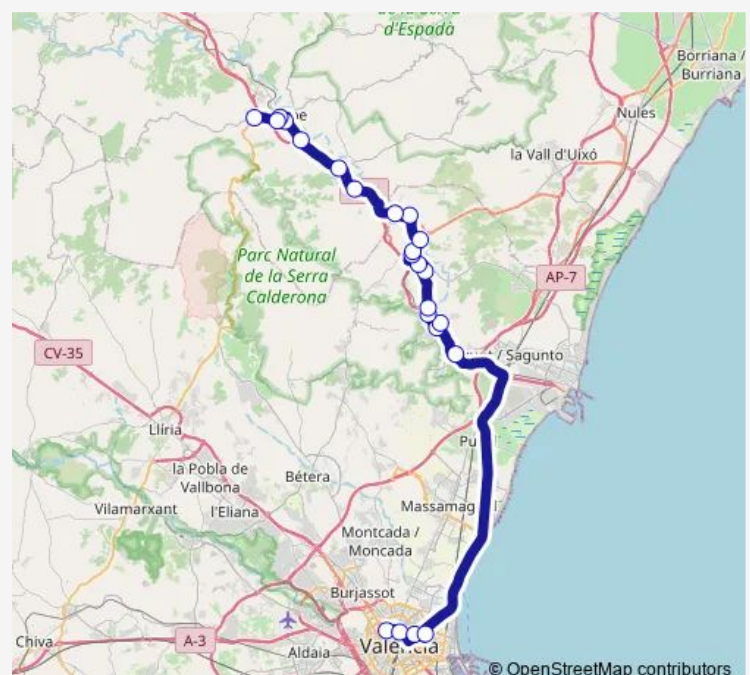 d'Espadà
Borriana /
Burriana
Nules
la Vall d'Uixó
Parc Natural
de la Serra
Calderona
AP-7
CV-35
/ Sagunto
Llíria
la Pobla de
Vallbona
Bétera
Vilamarxant
l'Eliana
Massamag
Montcada /
Moncada
Burjassot
Chiva
A-3
Aldaia
València
© OpenStreetMap contributors